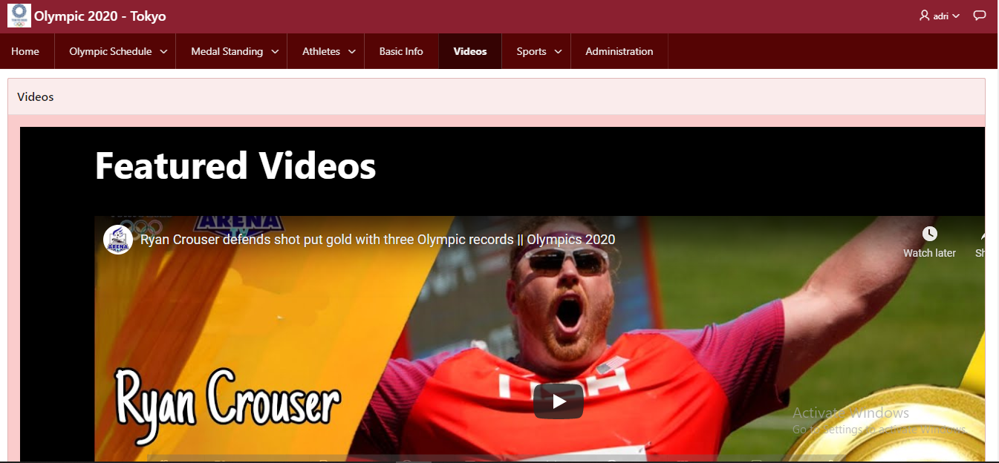 Olympic 2020 - Tokyo
adri
Home
Olympic Schedule
Medal Standing
Athletes
Basic Info
Videos
Sports
Administration
Videos
Featured Videos
ARENA
TV
ARENA
Ryan Crouser defends shot put gold with three Olympic records || Olympics 2020
Watch later
Sh
Ryan Crouser
Activate Windows
Go to Settings to activate Windows.